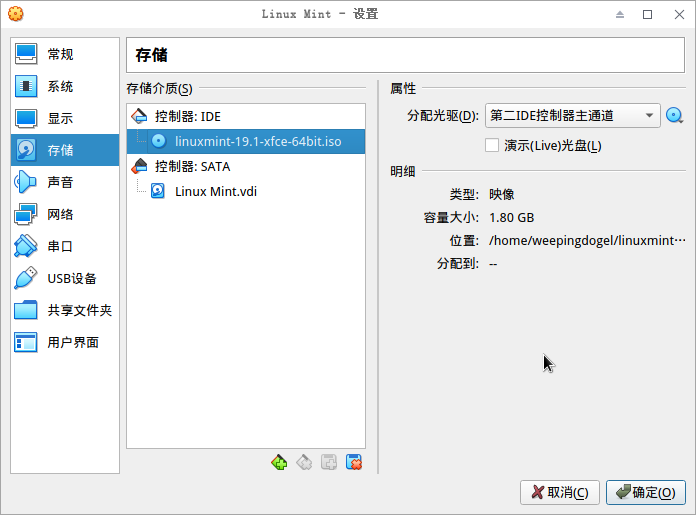 Linux Mint - 设置
常规
系统
显示
存储
声音
网络
串口
USB设备
共享文件夹
用户界面
存储
存储介质(S)
控制器: IDE
linuxmint-19.1-xfce-64bit.iso
控制器: SATA
Linux Mint.vdi
属性
分配光驱(D): 第二IDE控制器主通道
演示(Live)光盘(L)
明细
类型: 映像
容量大小: 1.80 GB
位置: /home/weepingdogel/linuxmint···
分配到: --
取消(C)
确定(O)